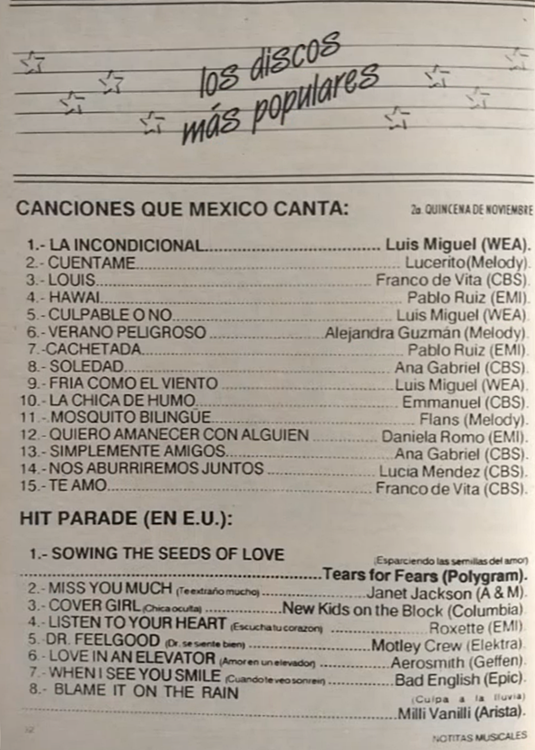 los discos
más populares
CANCIONES QUE MEXICO CANTA: 2a. QUINCENA DE NOVIEMBRE
1.- LA INCONDICIONAL.......... Luis Miguel (WEA).
2.- CUENTAME.......... Lucerito(Melody).
3.- LOUIS.......... Franco de Vita (CBS).
4.- HAWAI.......... Pablo Ruiz (EMI).
5.- CULPABLE O NO.......... Luis Miguel (WEA).
6.- VERANO PELIGROSO.......... Alejandra Guzmán (Melody).
7.-CACHETADA.......... Pablo Ruiz (EMI).
8.- SOLEDAD.......... Ana Gabriel (CBS).
9.- FRIA COMO EL VIENTO.......... Luis Miguel (WEA).
10.- LA CHICA DE HUMO.......... Emmanuel (CBS).
11.- MOSQUITO BILINGÜE.......... Flans (Melody).
12.- QUIERO AMANECER CON ALGUIEN.......... Daniela Romo (EMI).
13.- SIMPLEMENTE AMIGOS.......... Ana Gabriel (CBS).
14.- NOS ABURRIREMOS JUNTOS.......... Lucia Mendez (CBS).
15.- TE AMO.......... Franco de Vita (CBS).
HIT PARADE (EN E.U.):
1.- SOWING THE SEEDS OF LOVE (Esparciendo las semillas del amor)
..........Tears for Fears (Polygram).
2.- MISS YOU MUCH (Te extraño mucho).......... Janet Jackson (A & M).
3.- COVER GIRL (Chica oculta)..........New Kids on the Block (Columbia)
4.- LISTEN TO YOUR HEART (Escucha tu corazon).......... Roxette (EMI).
5.- DR. FEELGOOD (Dr. se siente bien).......... Motley Crew (Elektra).
6.- LOVE IN AN ELEVATOR (Amor en un elevador).......... Aerosmith (Geffen).
7.- WHEN I SEE YOU SMILE (Cuando te veo sonreir).......... Bad English (Epic).
8.- BLAME IT ON THE RAIN (Culpa a la lluvia)
.......... Milli Vanilli (Arista).
NOTITAS MUSICALES